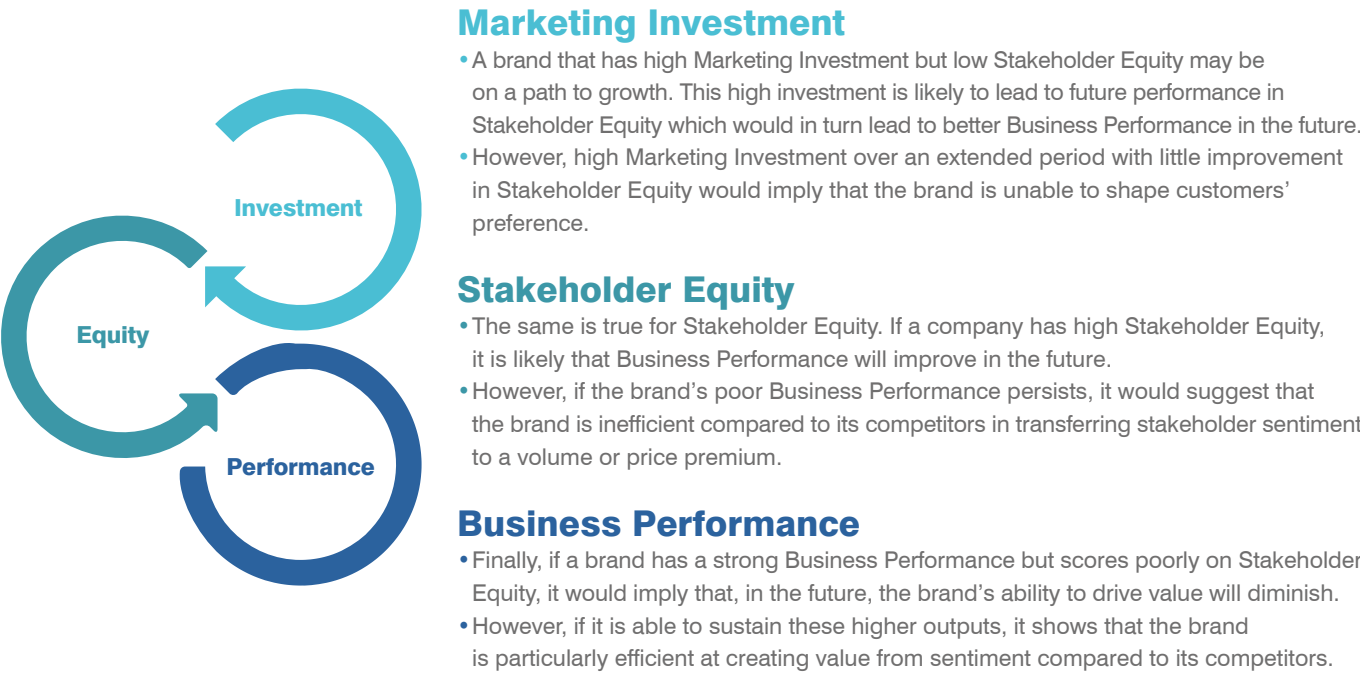 Investment
Equity
Performance
Marketing Investment
• A brand that has high Marketing Investment but low Stakeholder Equity may be
on a path to growth. This high investment is likely to lead to future performance in
Stakeholder Equity which would in turn lead to better Business Performance in the future.
• However, high Marketing Investment over an extended period with little improvement
in Stakeholder Equity would imply that the brand is unable to shape customers’
preference.
Stakeholder Equity
• The same is true for Stakeholder Equity. If a company has high Stakeholder Equity,
it is likely that Business Performance will improve in the future.
• However, if the brand’s poor Business Performance persists, it would suggest that
the brand is inefficient compared to its competitors in transferring stakeholder sentiment
to a volume or price premium.
Business Performance
• Finally, if a brand has a strong Business Performance but scores poorly on Stakeholder
Equity, it would imply that, in the future, the brand’s ability to drive value will diminish.
• However, if it is able to sustain these higher outputs, it shows that the brand
is particularly efficient at creating value from sentiment compared to its competitors.